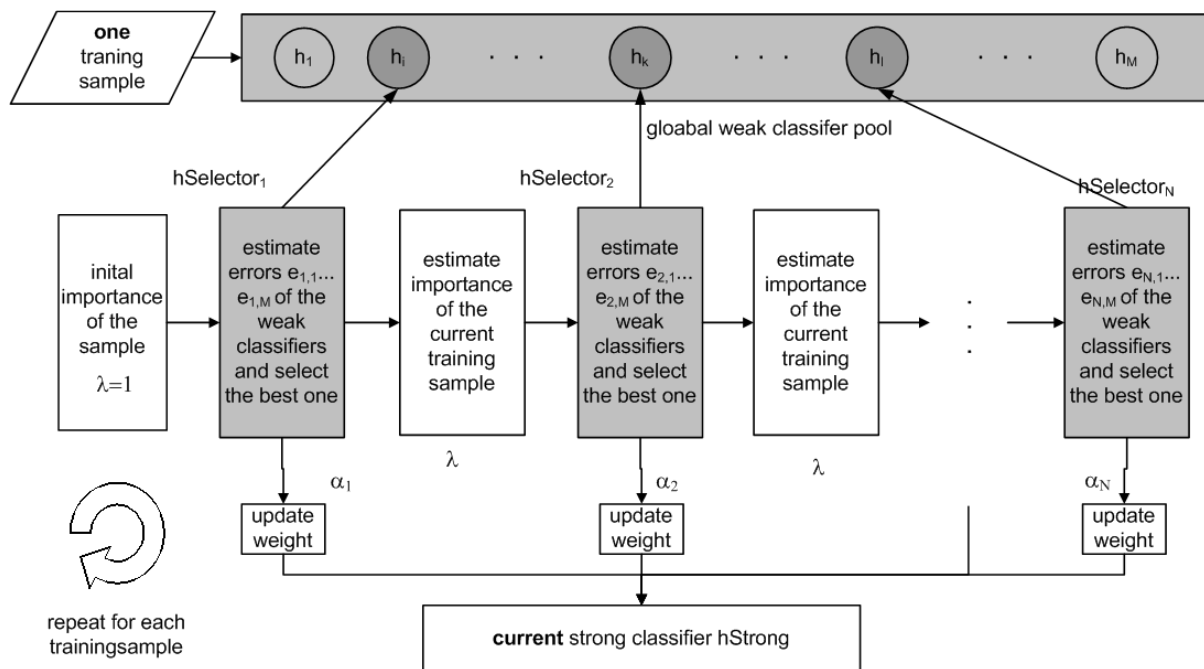 one
traning
sample
h1
hi
. . .
hk
. . .
hl
. . .
hM
gloabal weak classifer pool
hSelector1
hSelector2
hSelectorN
inital
importance
of the
sample
λ=1
estimate
errors e1,1...
e1,M of the
weak
classifiers
and select
the best one
estimate
importance
of the
current
training
sample
λ
estimate
errors e2,1...
e2,M of the
weak
classifiers
and select
the best one
estimate
importance
of the
current
training
sample
λ
.
.
.
estimate
errors eN,1...
eN,M of the
weak
classifiers
and select
the best one
α1
α2
αN
update
weight
update
weight
update
weight
repeat for each
trainingsample
current strong classifier hStrong